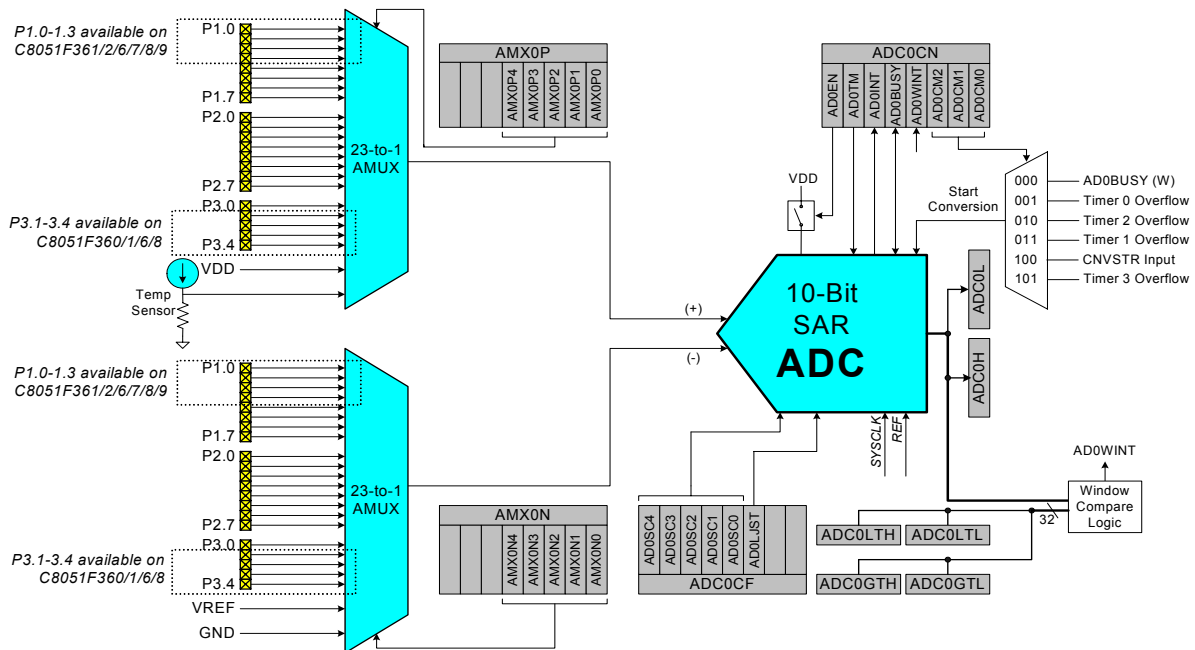 P1.0-1.3 available on
C8051F361/2/6/7/8/9
P1.0
P1.7
P2.0
P2.7
P3.1-3.4 available on
C8051F360/1/6/8
P3.0
P3.4
VDD
Temp
Sensor
23-to-1
AMUX
AMX0P
AMX0P4
AMX0P3
AMX0P2
AMX0P1
AMX0P0
ADC0CN
AD0EN
AD0TM
AD0INT
AD0BUSY
AD0WINT
AD0CM2
AD0CM1
AD0CM0
VDD
Start
Conversion
000
AD0BUSY (W)
001
Timer 0 Overflow
010
Timer 2 Overflow
011
Timer 1 Overflow
100
CNVSTR Input
101
Timer 3 Overflow
(+)
(-)
10-Bit
SAR
ADC
ADC0L
ADC0H
SYSCLK
REF
P1.0-1.3 available on
C8051F361/2/6/7/8/9
P1.0
P1.7
P2.0
P2.7
P3.1-3.4 available on
C8051F360/1/6/8
P3.0
P3.4
VREF
GND
23-to-1
AMUX
AMX0N
AMX0N4
AMX0N3
AMX0N2
AMX0N1
AMX0N0
AD0SC4
AD0SC3
AD0SC2
AD0SC1
AD0SC0
AD0LJST
ADC0CF
AD0WINT
Window
Compare
Logic
32
ADC0LTH
ADC0LTL
ADC0GTH
ADC0GTL